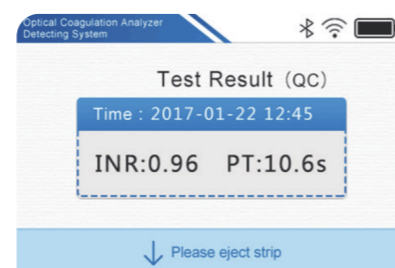 Optical Coagulation Analyzer
Detecting System
Test Result (QC)
Time : 2017-01-22 12:45
INR:0.96 PT:10.6s
Please eject strip